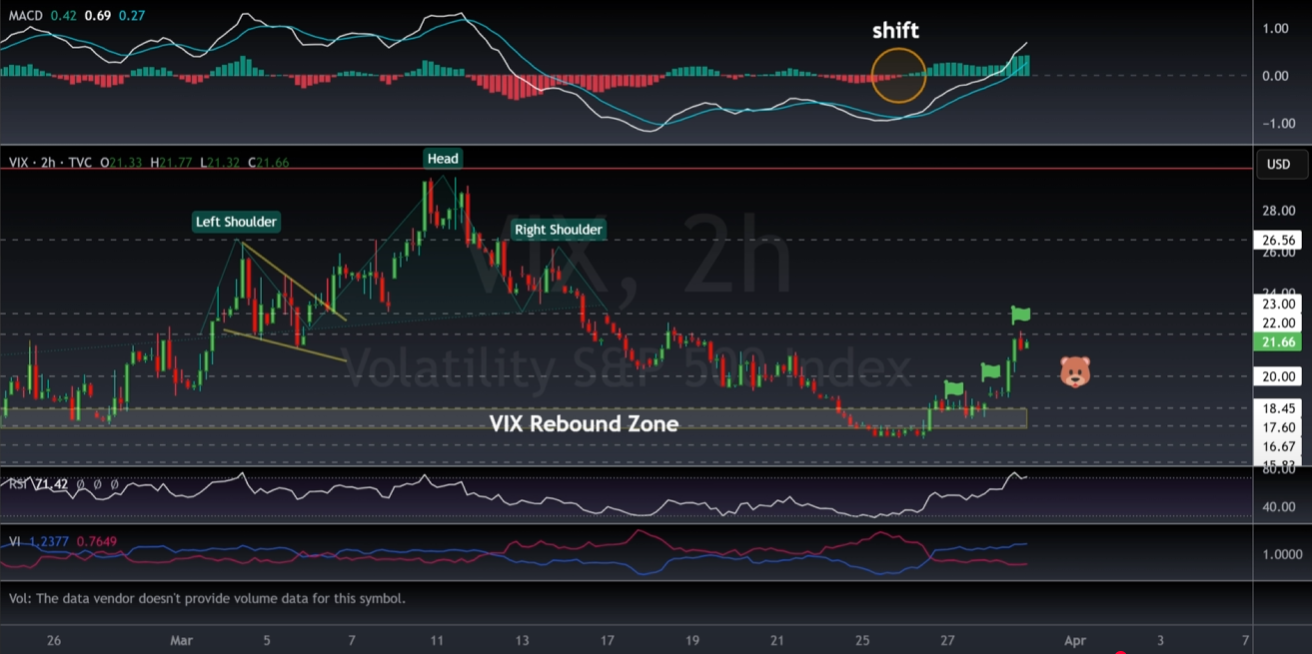 MACD 0.42 0.69 0.27
shift
1.00
0.00
−1.00
VIX · 2h · TVC O21.33 H21.77 L21.32 C21.66
USD
Head
Left Shoulder
Right Shoulder
VIX, 2h
Volatility S&P 500 Index
VIX Rebound Zone
28.00
26.56
26.00
24.00
23.00
22.00
21.66
20.00
18.45
17.60
16.67
15.83
RSI 71.42 Ø Ø Ø
80.00
40.00
VI 1.2377 0.7649
1.0000
Vol: The data vendor doesn't provide volume data for this symbol.
26 Mar 5 7 11 13 17 19 21 25 27 Apr 3 7